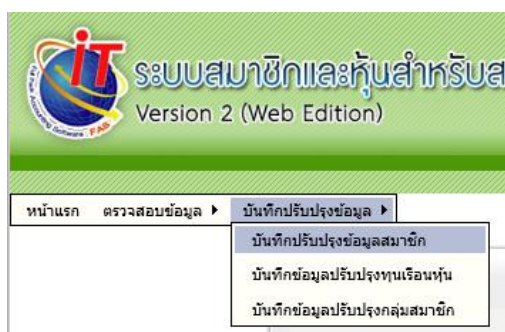 iT
ระบบสมาชิกและหุ้นสำหรับส
Version 2 (Web Edition)
หน้าแรก ตรวจสอบข้อมูล บันทึกปรับปรุงข้อมูล
บันทึกปรับปรุงข้อมูลสมาชิก
บันทึกข้อมูลปรับปรุงทุนเรือนหุ้น
บันทึกข้อมูลปรับปรุงกลุ่มสมาชิก